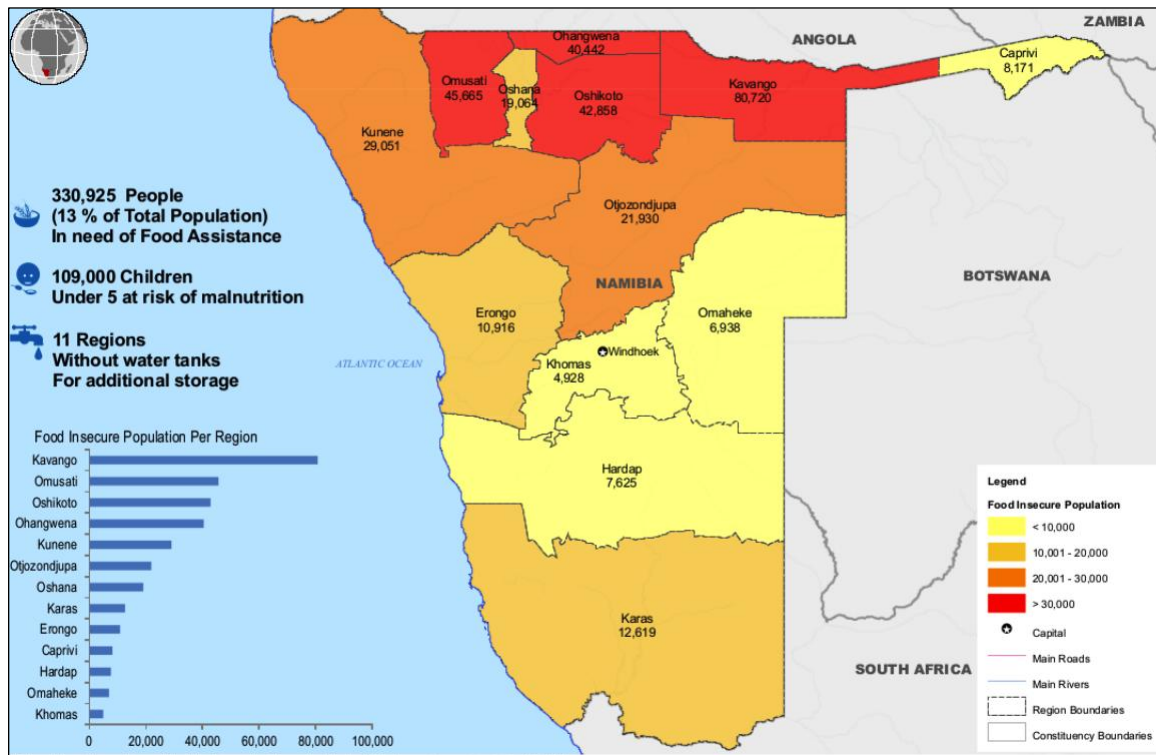 ZAMBIA
ANGOLA
Ohangwena
40,442
Caprivi
8,171
Omusati
45,665
Oshana
19,064
Oshikoto
42,858
Kavango
80,720
Kunene
29,051
330,925 People
(13 % of Total Population)
In need of Food Assistance
Otjozondjupa
21,930
109,000 Children
Under 5 at risk of malnutrition
NAMIBIA
BOTSWANA
Erongo
10,916
Omaheke
6,938
11 Regions
Without water tanks
For additional storage
ATLANTIC OCEAN
Windhoek
Khomas
4,928
Hardap
7,625
Karas
12,619
SOUTH AFRICA
Food Insecure Population Per Region
Kavango
Omusati
Oshikoto
Ohangwena
Kunene
Otjozondjupa
Oshana
Karas
Erongo
Caprivi
Hardap
Omaheke
Khomas
0 20,000 40,000 60,000 80,000 100,000
Legend
Food Insecure Population
< 10,000
10,001 - 20,000
20,001 - 30,000
> 30,000
Capital
Main Roads
Main Rivers
Region Boundaries
Constituency Boundaries